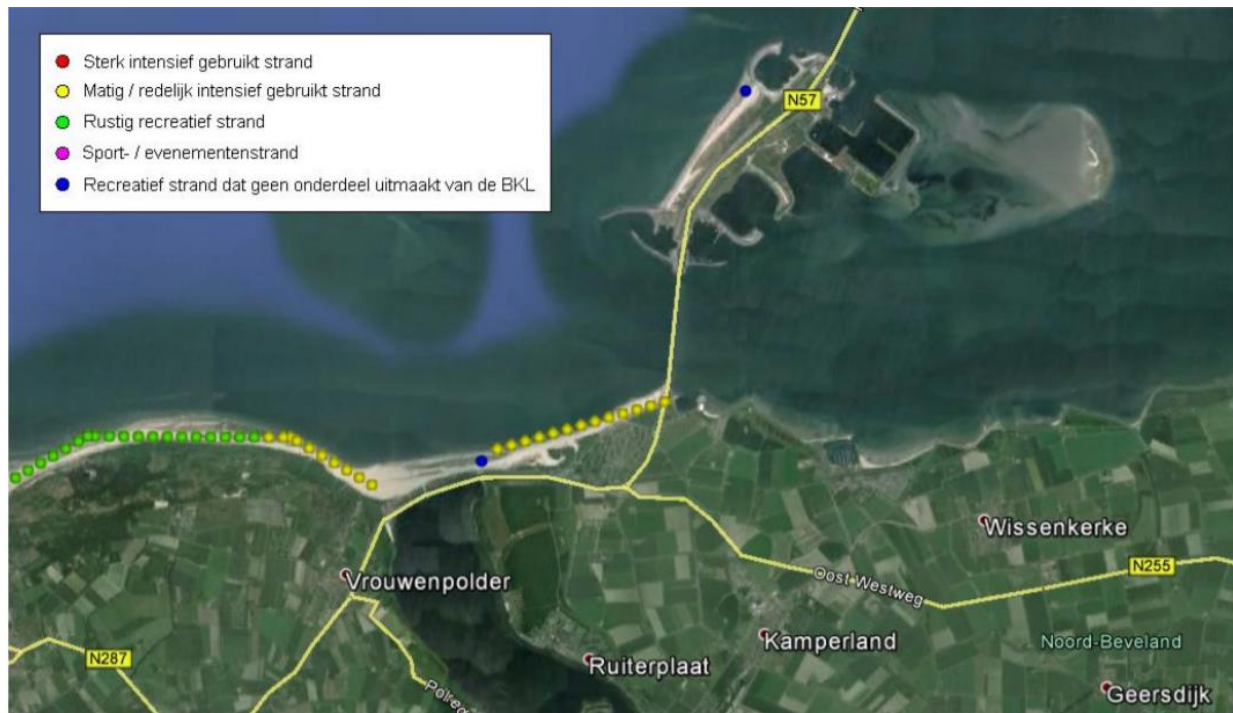 Sterk intensief gebruikt strand
Matig / redelijk intensief gebruikt strand
Rustig recreatief strand
Sport- / evenementenstrand
Recreatief strand dat geen onderdeel uitmaakt van de BKL
N57
Wissenkerke
Vrouwenpolder
N255
Oost Westweg
Kamperland
Noord-Beveland
N287
Ruiterplaat
Geersdijk